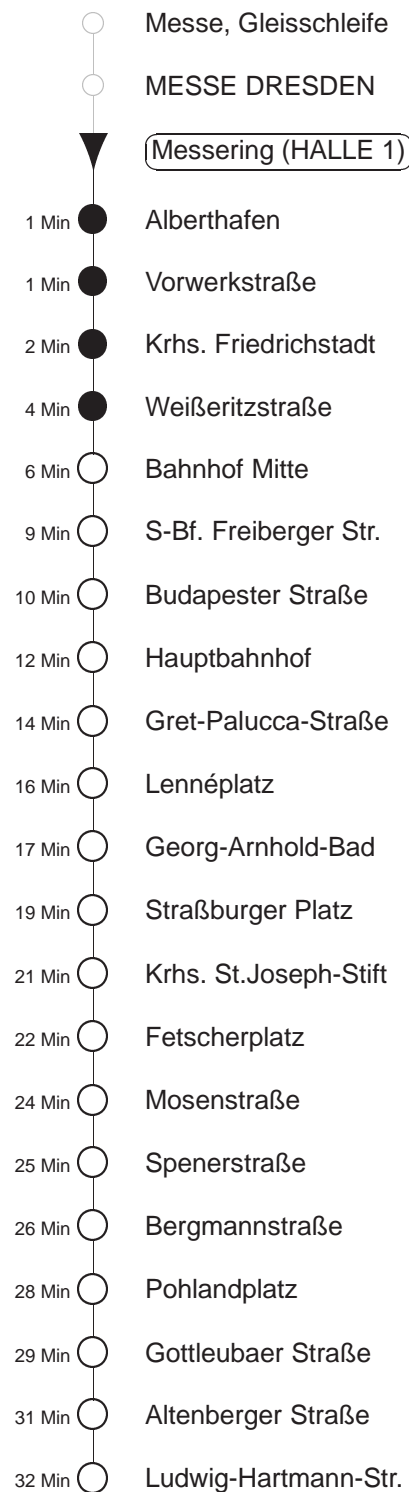 Messe, Gleisschleife
MESSE DRESDEN
Messering (HALLE 1)
1 Min Alberthafen
1 Min Vorwerkstraße
2 Min Krhs. Friedrichstadt
4 Min Weißeritzstraße
6 Min Bahnhof Mitte
9 Min S-Bf. Freiberger Str.
10 Min Budapester Straße
12 Min Hauptbahnhof
14 Min Gret-Palucca-Straße
16 Min Lennéplatz
17 Min Georg-Arnhold-Bad
19 Min Straßburger Platz
21 Min Krhs. St.Joseph-Stift
22 Min Fetscherplatz
24 Min Mosenstraße
25 Min Spenerstraße
26 Min Bergmannstraße
28 Min Pohlandplatz
29 Min Gottleubaer Straße
31 Min Altenberger Straße
32 Min Ludwig-Hartmann-Str.